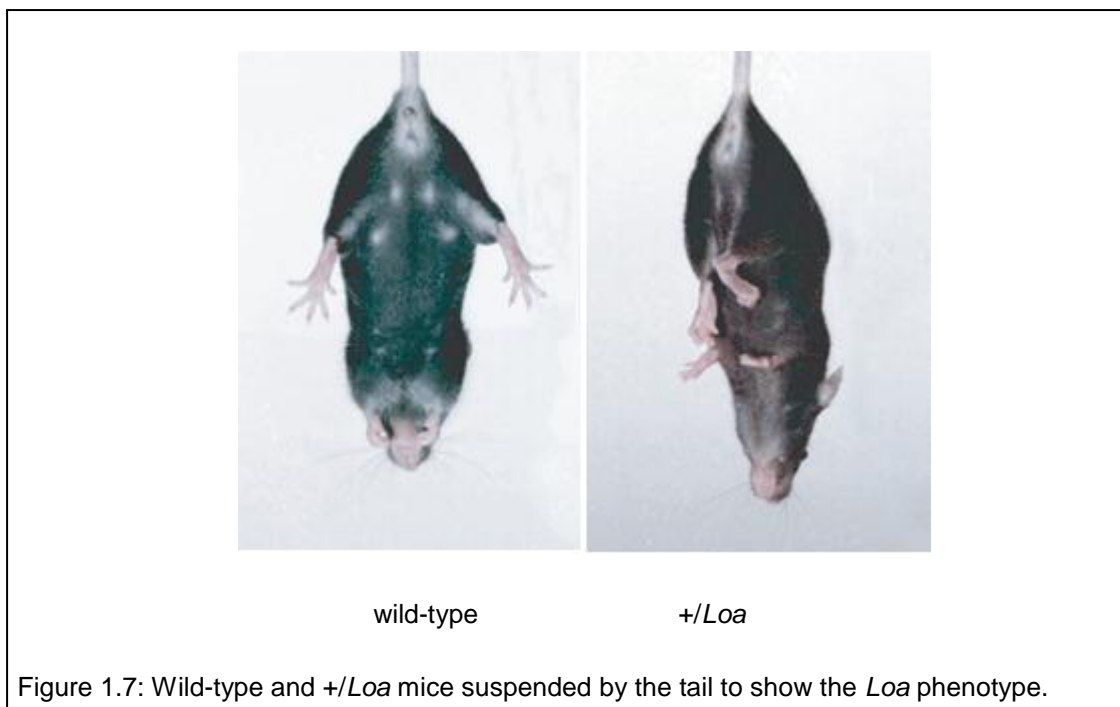 wild-type +/Loa
Figure 1.7: Wild-type and +/Loa mice suspended by the tail to show the Loa phenotype.